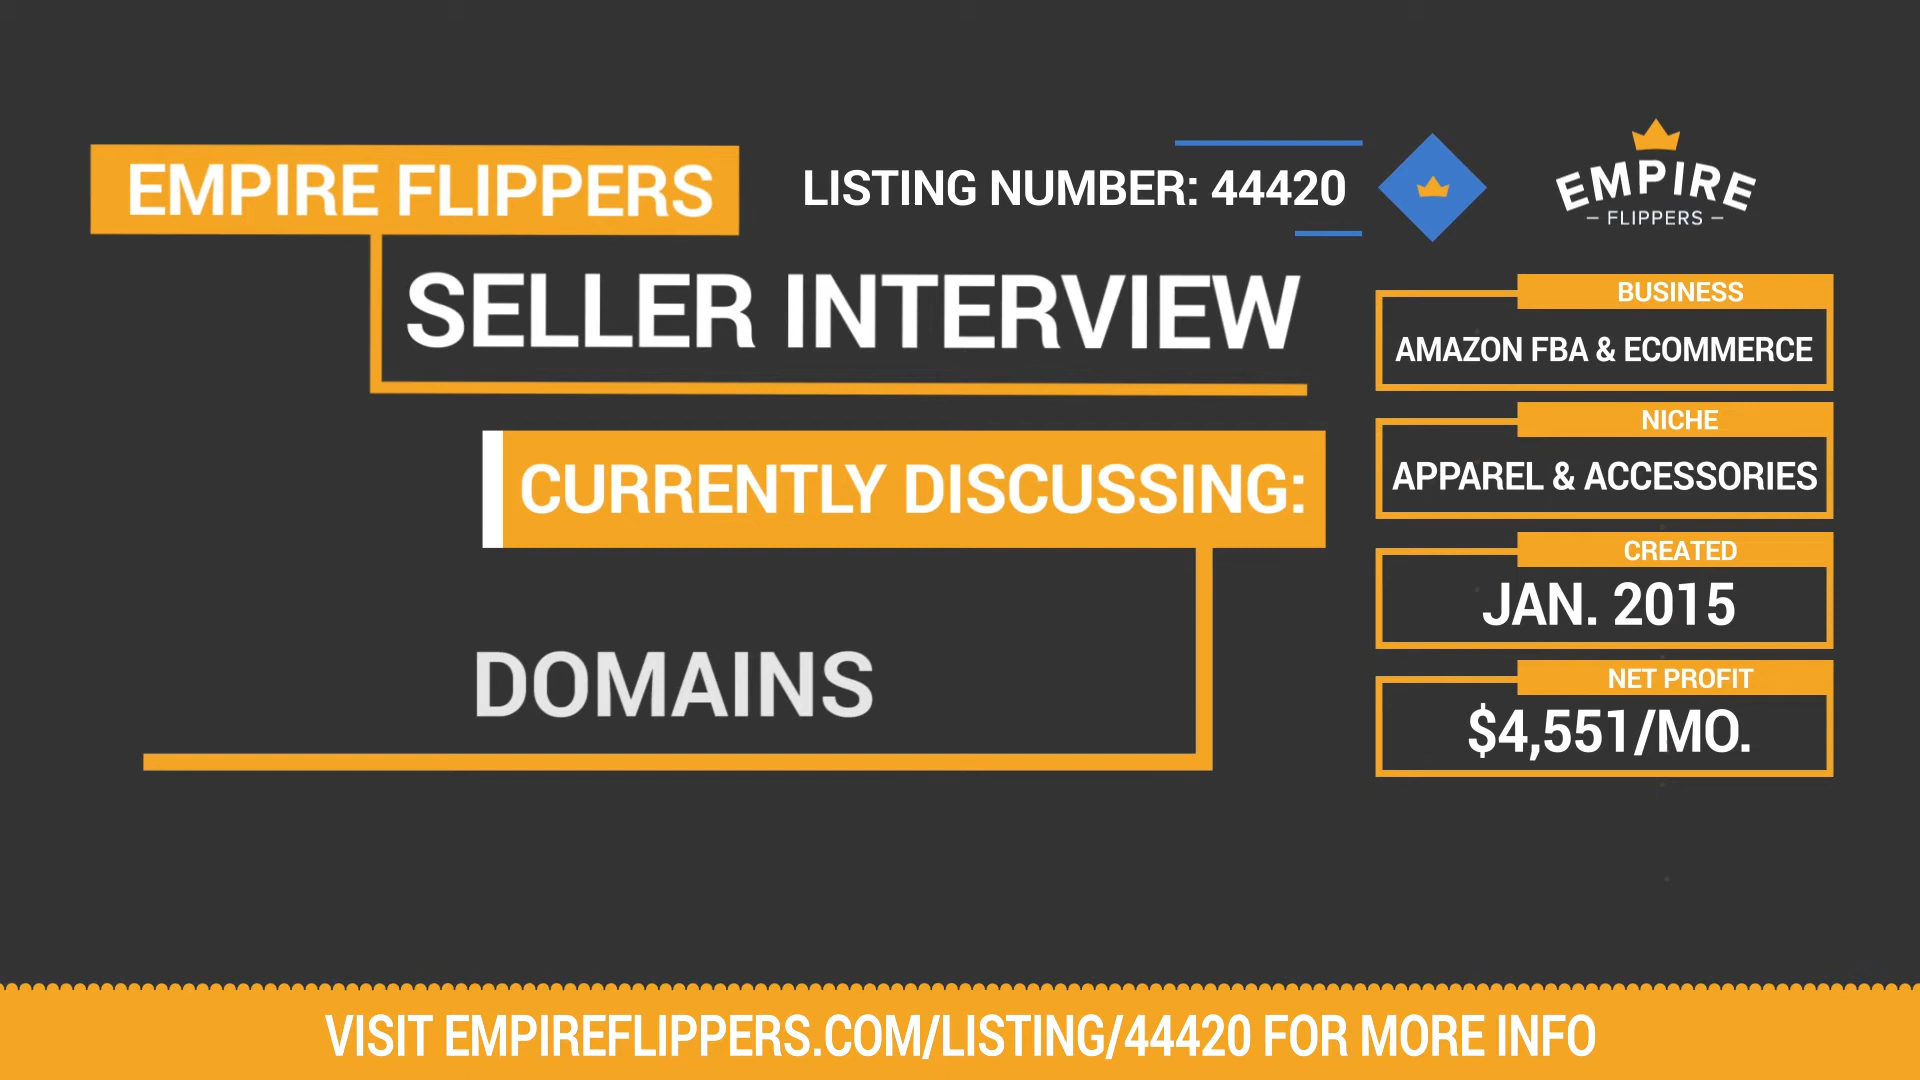 EMPIRE FLIPPERS
LISTING NUMBER: 44420
EMPIRE
FLIPPERS
SELLER INTERVIEW
CURRENTLY DISCUSSING:
DOMAINS
BUSINESS
AMAZON FBA & ECOMMERCE
NICHE
APPAREL & ACCESSORIES
CREATED
JAN. 2015
NET PROFIT
$4,551/MO.
VISIT EMPIREFLIPPERS.COM/LISTING/44420 FOR MORE INFO